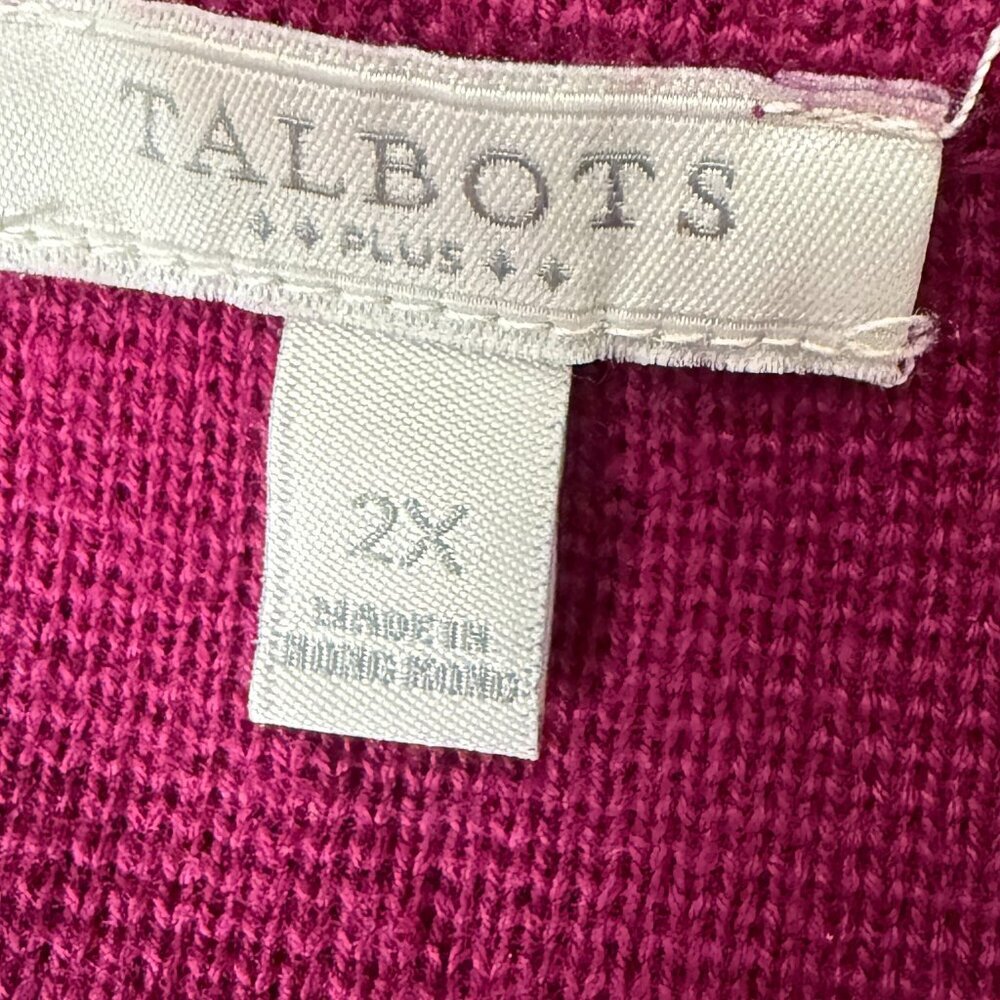 TALBOTS
PLUS
2X
MADE IN
HONG KONG